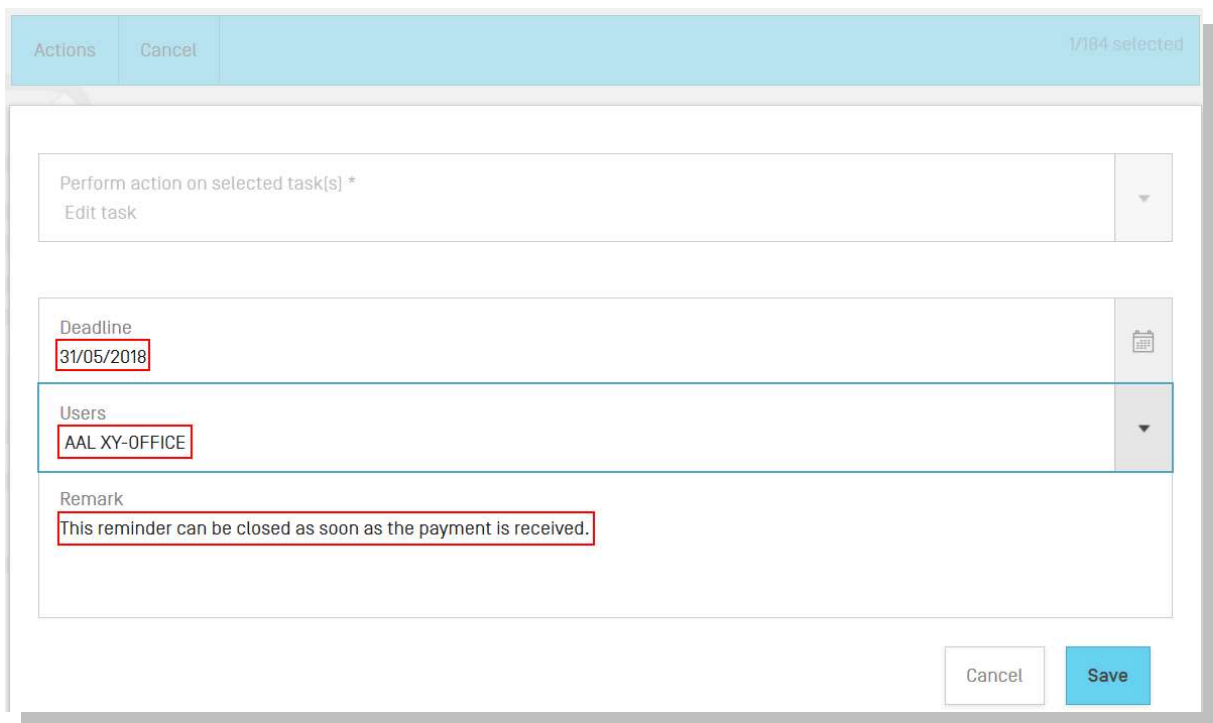 Actions Cancel 1/184 selected
Perform action on selected task(s) *
Edit task
Deadline
31/05/2018
Users
AAL XY-OFFICE
Remark
This reminder can be closed as soon as the payment is received.
Cancel Save